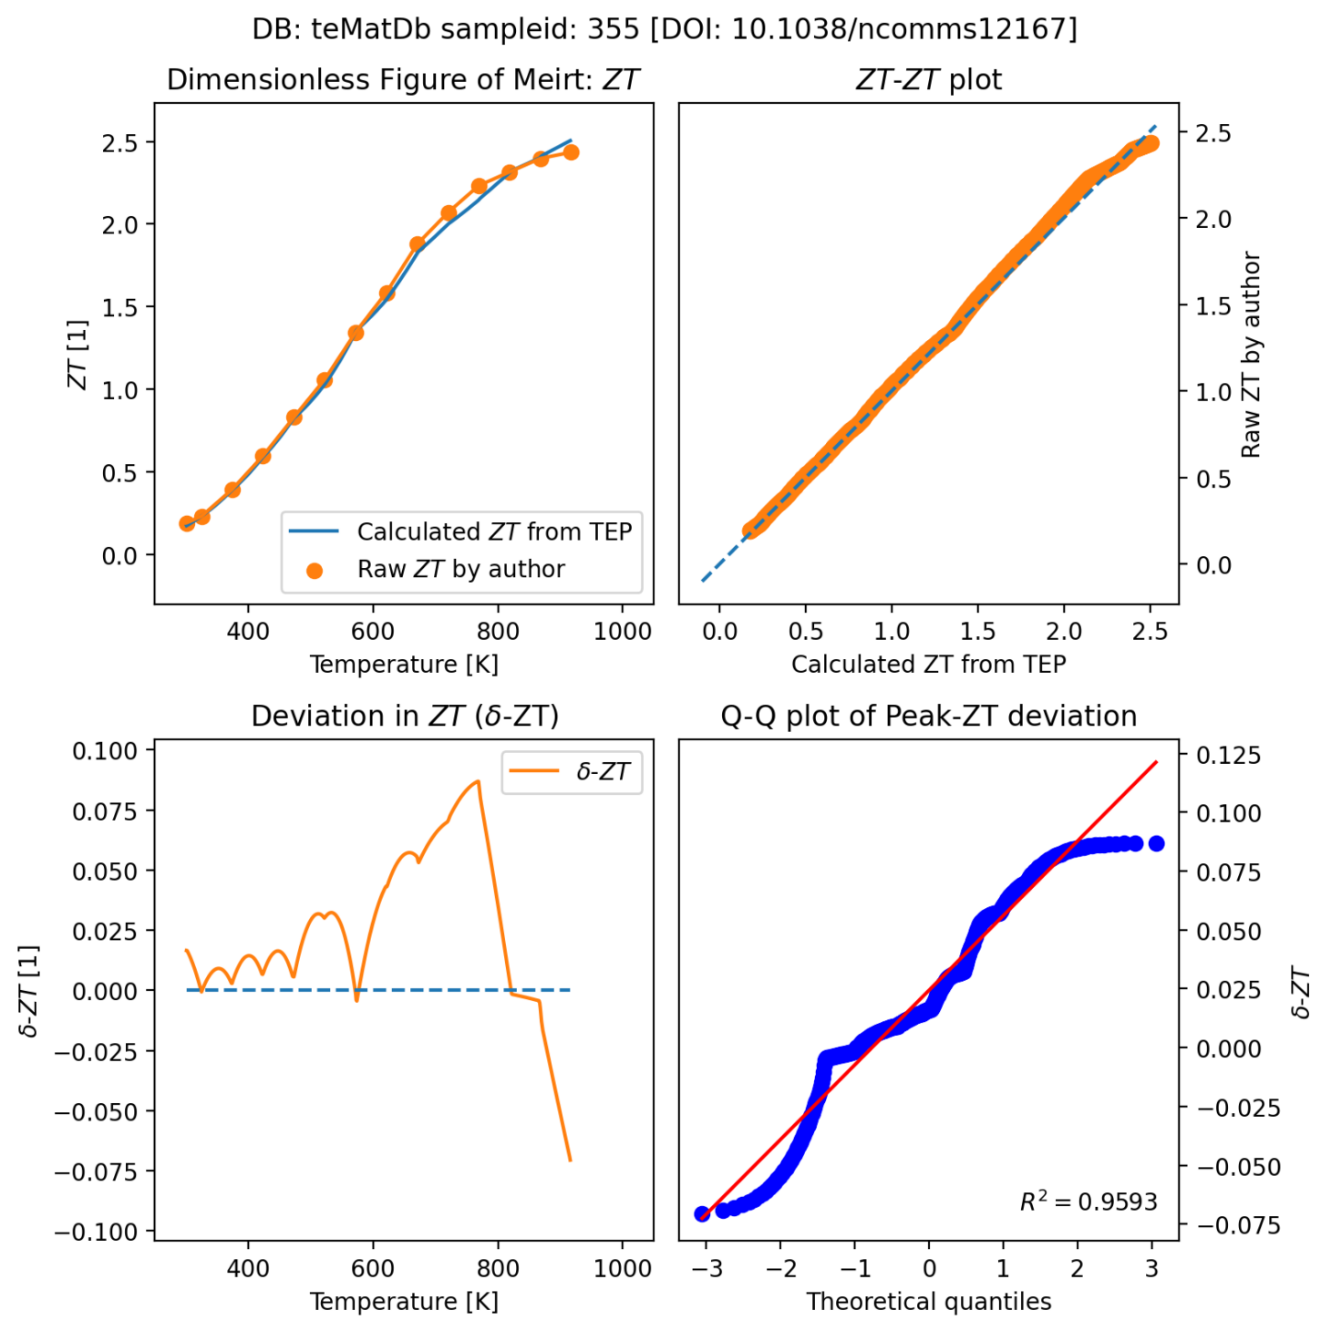 DB: teMatDb sampleid: 355 [DOI: 10.1038/ncomms12167]
Dimensionless Figure of Meirt: ZT
2.5
2.0
1.5
1.0
0.5
0.0
ZT [1]
Calculated ZT from TEP
Raw ZT by author
400 600 800 1000
Temperature [K]
ZT-ZT plot
2.5
2.0
1.5
1.0
0.5
0.0
Raw ZT by author
0.0 0.5 1.0 1.5 2.0 2.5
Calculated ZT from TEP
Deviation in ZT (δ-ZT)
0.100
0.075
0.050
0.025
0.000
−0.025
−0.050
−0.075
−0.100
δ-ZT [1]
δ-ZT
400 600 800 1000
Temperature [K]
Q-Q plot of Peak-ZT deviation
0.125
0.100
0.075
0.050
0.025
0.000
−0.025
−0.050
−0.075
δ-ZT
R² = 0.9593
−3 −2 −1 0 1 2 3
Theoretical quantiles